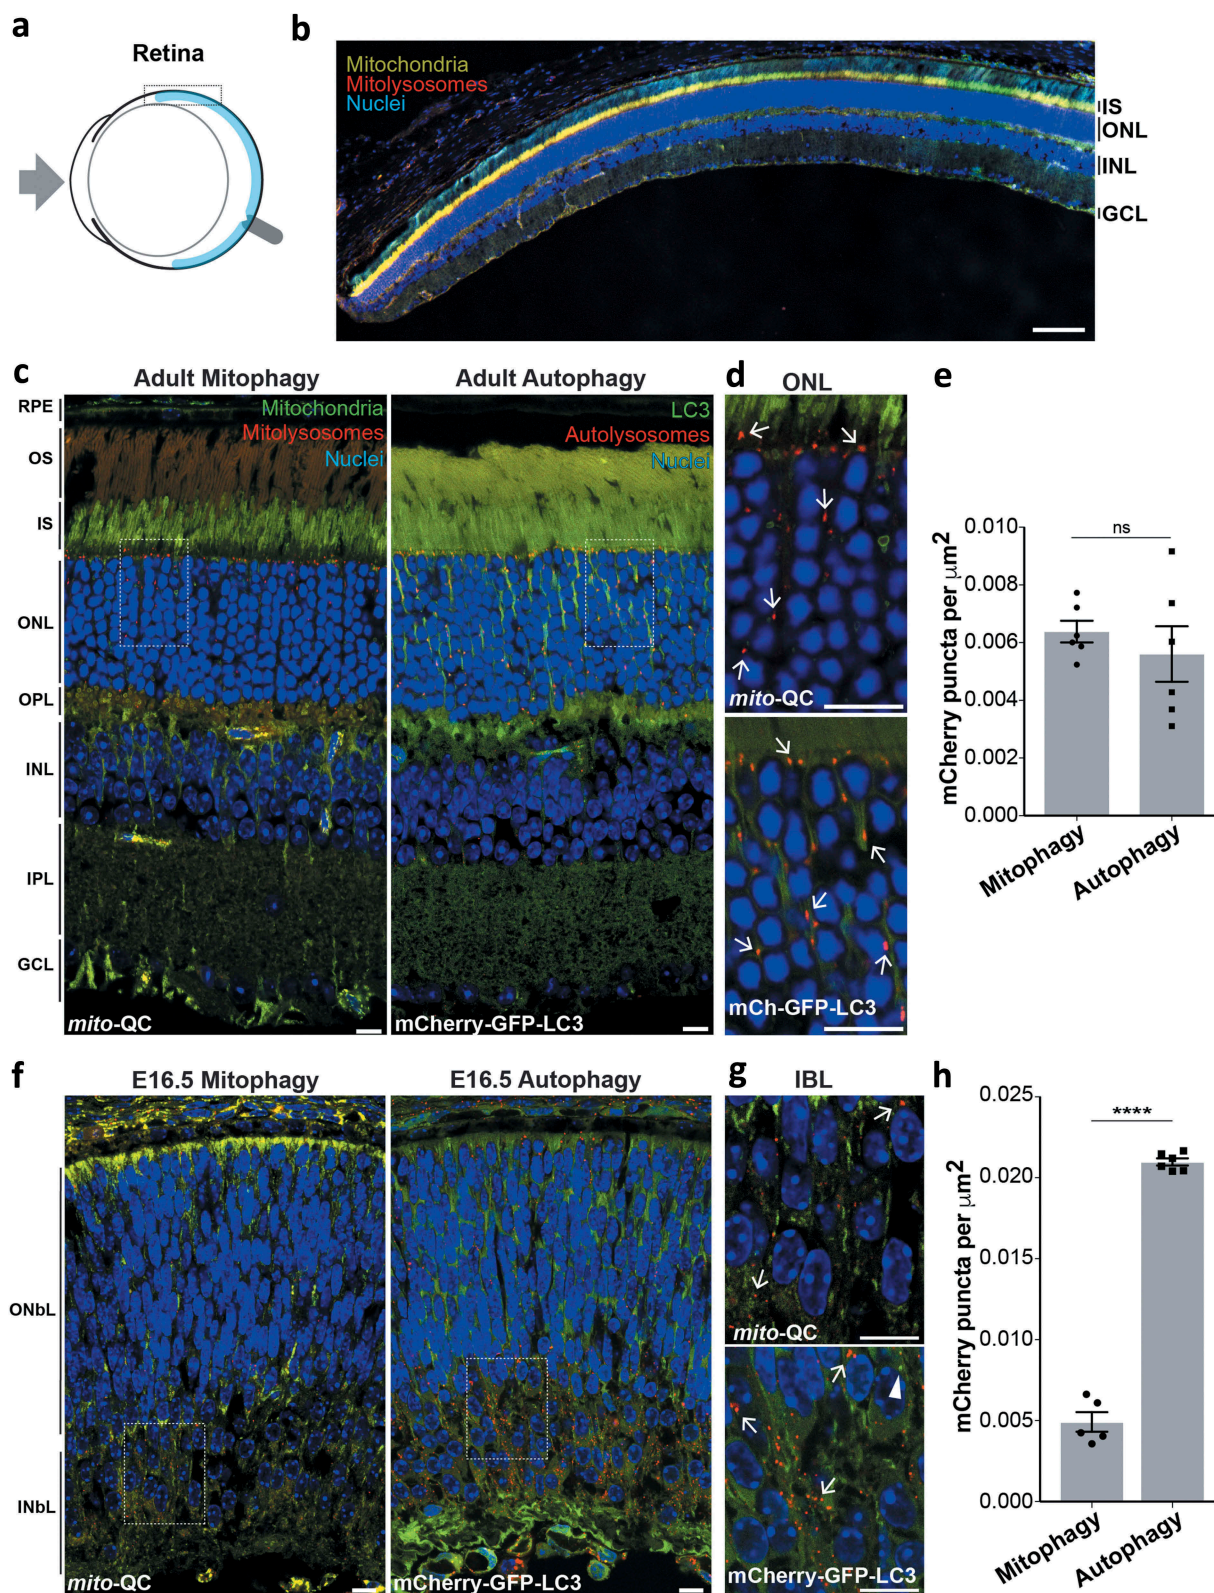 a
Retina
b
Mitochondria
Mitolysosomes
Nuclei
IS
ONL
INL
GCL
c
Adult Mitophagy
Adult Autophagy
RPE
OS
IS
ONL
OPL
INL
IPL
GCL
Mitochondria
Mitolysosomes
Nuclei
mito-QC
LC3
Autolysosomes
Nuclei
mCherry-GFP-LC3
d
ONL
mito-QC
mCh-GFP-LC3
e
mCherry puncta per µm²
0.010
0.008
0.006
0.004
0.002
0.000
ns
Mitophagy
Autophagy
f
E16.5 Mitophagy
E16.5 Autophagy
ONbL
INbL
mito-QC
mCherry-GFP-LC3
g
IBL
mito-QC
mCherry-GFP-LC3
h
mCherry puncta per µm²
0.025
0.020
0.015
0.010
0.005
0.000
****
Mitophagy
Autophagy